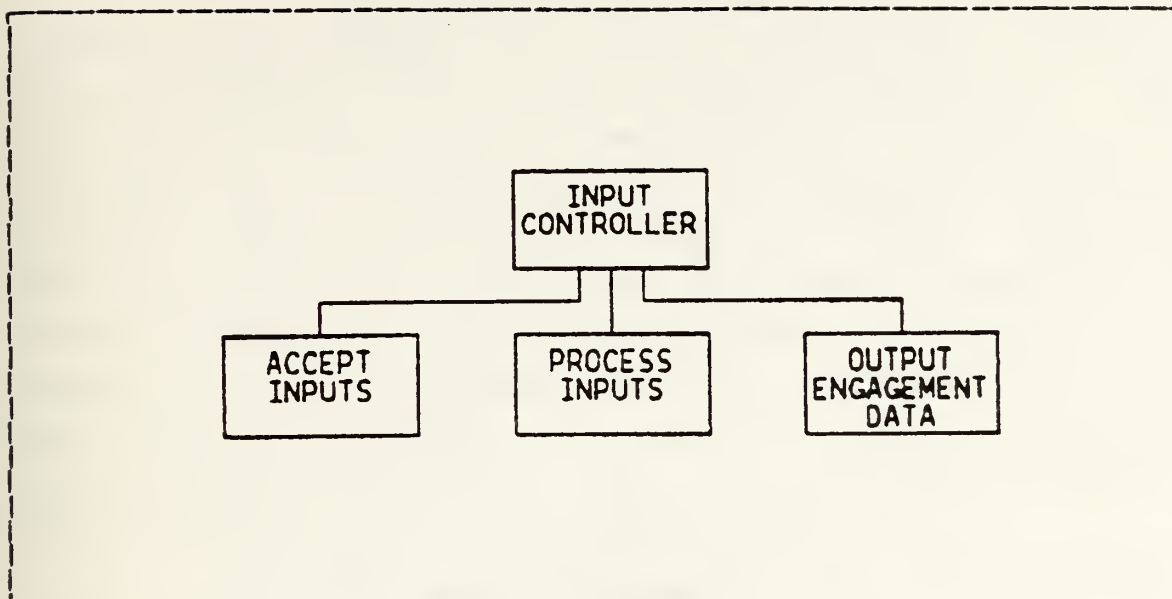 INPUT
CONTROLLER
ACCEPT
INPUTS
PROCESS
INPUTS
OUTPUT
ENGAGEMENT
DATA